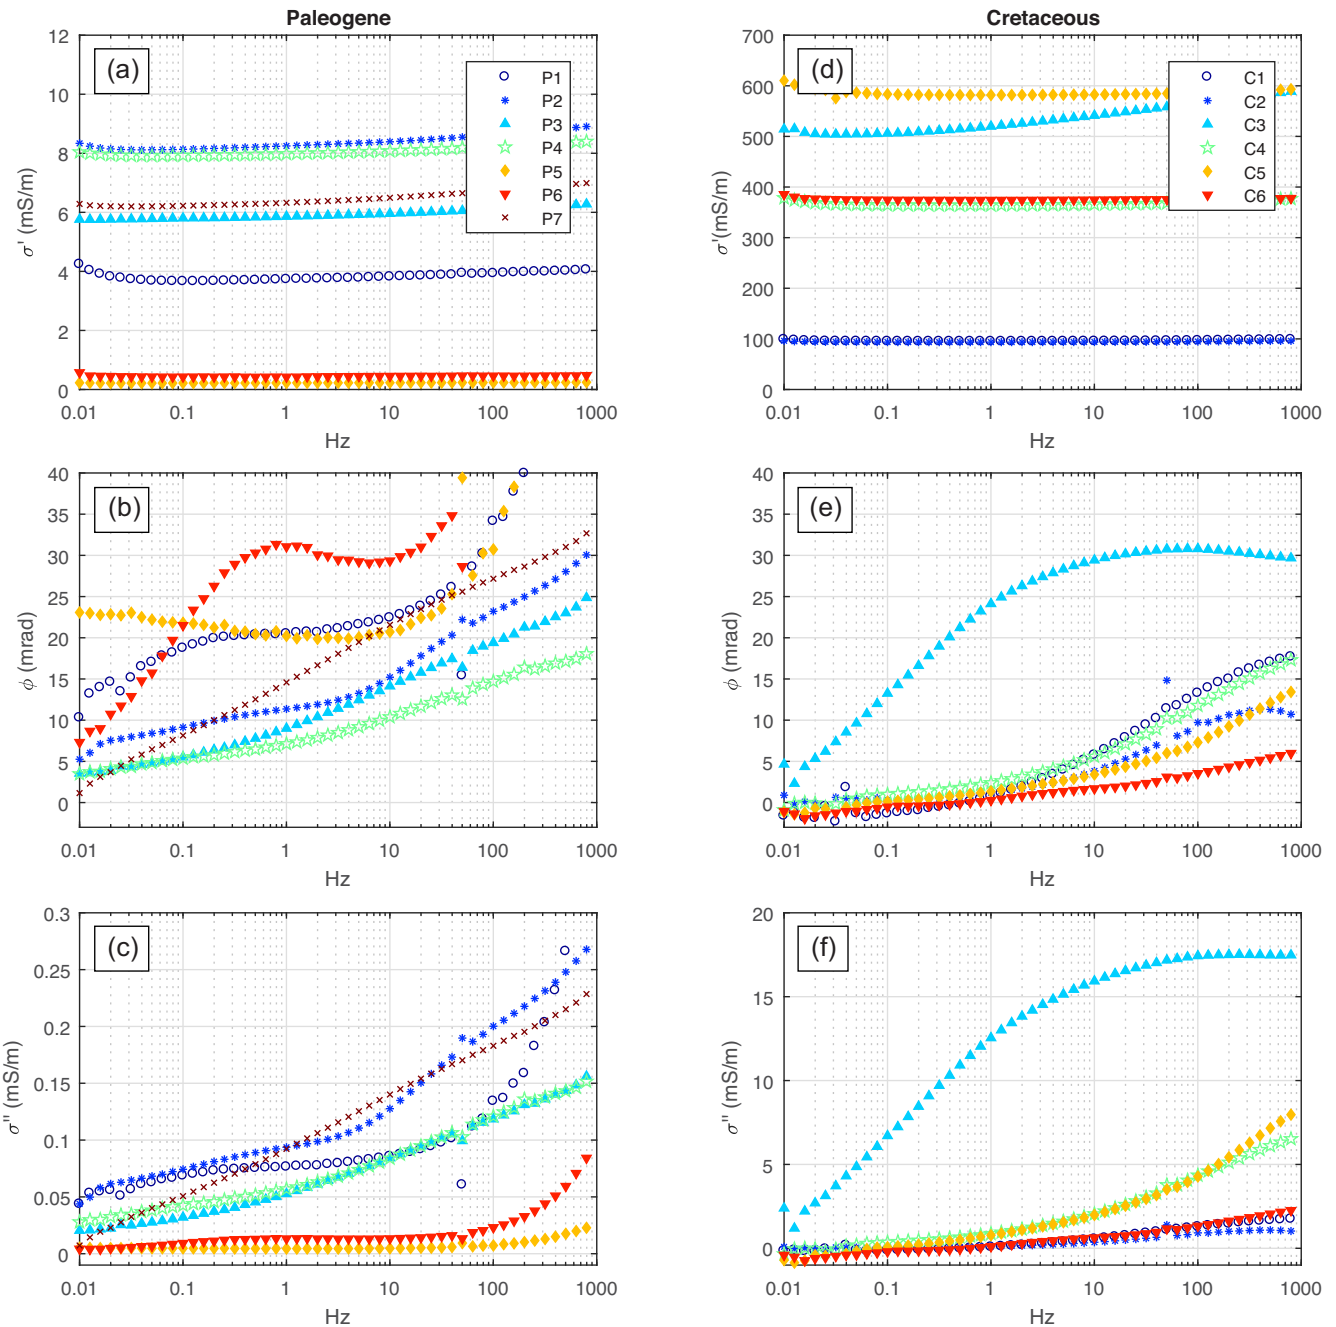 Paleogene
12
10
8
6
4
2
0
σ' (mS/m)
(a)
P1
P2
P3
P4
P5
P6
P7
0.01 0.1 1 10 100 1000
Hz
Cretaceous
700
600
500
400
300
200
100
0
σ'(mS/m)
(d)
C1
C2
C3
C4
C5
C6
0.01 0.1 1 10 100 1000
Hz
40
35
30
25
20
15
10
5
0
ϕ (mrad)
(b)
0.01 0.1 1 10 100 1000
Hz
40
35
30
25
20
15
10
5
0
ϕ (mrad)
(e)
0.01 0.1 1 10 100 1000
Hz
0.3
0.25
0.2
0.15
0.1
0.05
0
σ'' (mS/m)
(c)
0.01 0.1 1 10 100 1000
Hz
20
15
10
5
0
σ'' (mS/m)
(f)
0.01 0.1 1 10 100 1000
Hz